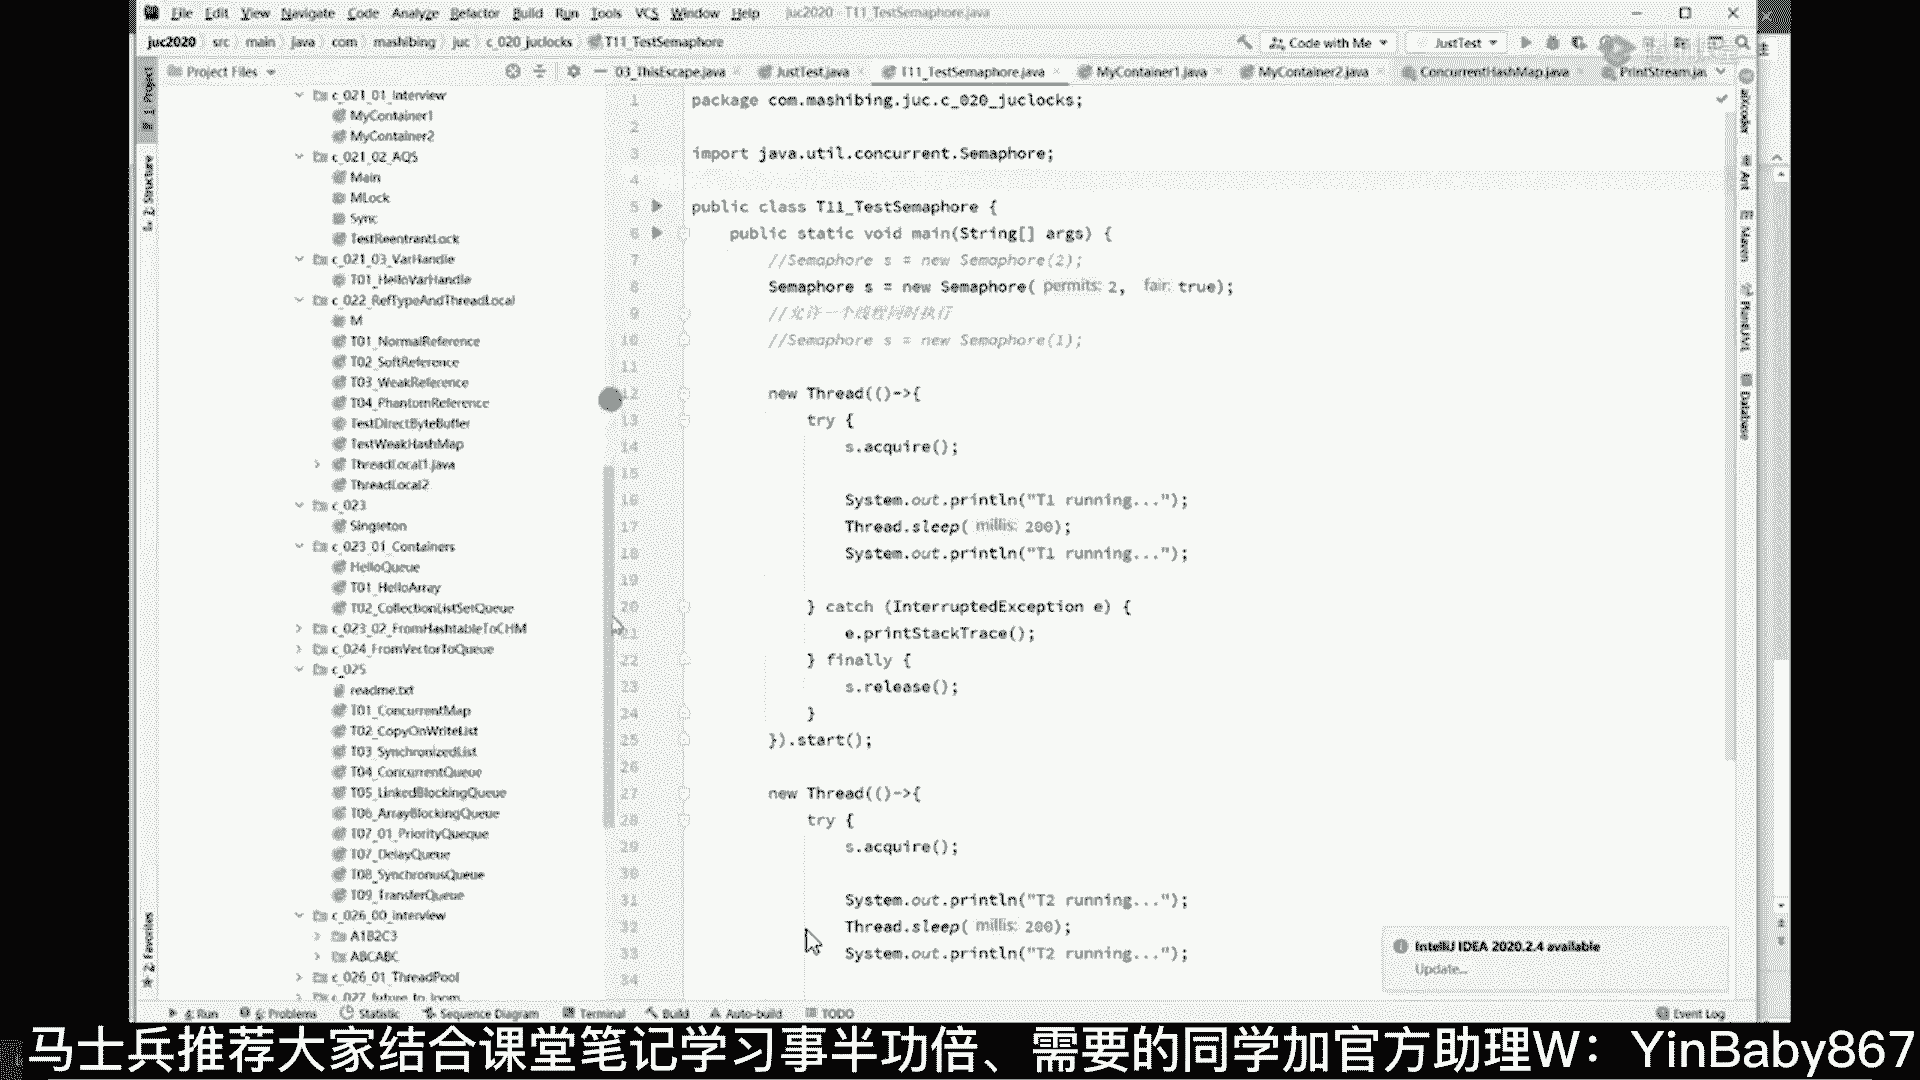 File Edit View Navigate Code Analyze Refactor Build Run Tools VCS Window Help juc2020 - T11_TestSemaphore.java
juc2020 src main java com mashibing juc c_020_juclocks T11_TestSemaphore Code with Me JustTest
Project Files 03_ThisEscape.java JustTest.java T11_TestSemaphore.java MyContainer1.java MyContainer2.java ConcurrentHashMap.java PrintStream.jav
1: Project
Z: Structure
2: Favorites
c_021_01_interview
MyContainer1
MyContainer2
c_021_02_AQS
Main
MLock
Sync
TestReentrantLock
c_021_03_VarHandle
T01_HelloVarHandle
c_022_RefTypeAndThreadLocal
M
T01_NormalReference
T02_SoftReference
T03_WeakReference
T04_PhantomReference
TestDirectByteBuffer
TestWeakHashMap
ThreadLocal1.java
ThreadLocal2
c_023
Singleton
c_023_01_Containers
HelloQueue
T01_HelloArray
T02_CollectionListSetQueue
c_023_02_FromHashtableToCHM
c_024_FromVectorToQueue
c_025
readme.txt
T01_ConcurrentMap
T02_CopyOnWriteList
T03_SynchronizedList
T04_ConcurrentQueue
T05_LinkedBlockingQueue
T06_ArrayBlockingQueue
T07_01_PriorityQueque
T07_DelayQueue
T08_SynchronusQueue
T09_TransferQueue
c_026_00_interview
A1B2C3
ABCABC
c_026_01_ThreadPool
c_027_future_to_loom
1 package com.mashibing.juc.c_020_juclocks;
2
3 import java.util.concurrent.Semaphore;
4
5 public class T11_TestSemaphore {
6 public static void main(String[] args) {
7 //Semaphore s = new Semaphore(2);
8 Semaphore s = new Semaphore( permits: 2, fair: true);
9 //允许一个线程同时执行
10 //Semaphore s = new Semaphore(1);
11
12 new Thread(()->{
13 try {
14 s.acquire();
15
16 System.out.println("T1 running...");
17 Thread.sleep( millis: 200);
18 System.out.println("T1 running...");
19
20 } catch (InterruptedException e) {
21 e.printStackTrace();
22 } finally {
23 s.release();
24 }
25 }).start();
26
27 new Thread(()->{
28 try {
29 s.acquire();
30
31 System.out.println("T2 running...");
32 Thread.sleep( millis: 200);
33 System.out.println("T2 running...");
34
aiXcoder
Ant
Maven
PlantUML
Database
IntelliJ IDEA 2020.2.4 available
Update...
4: Run 6: Problems Statistic Sequence Diagram Terminal Build Auto-build TODO Event Log
马士兵推荐大家结合课堂笔记学习事半功倍、需要的同学加官方助理W：YinBaby867